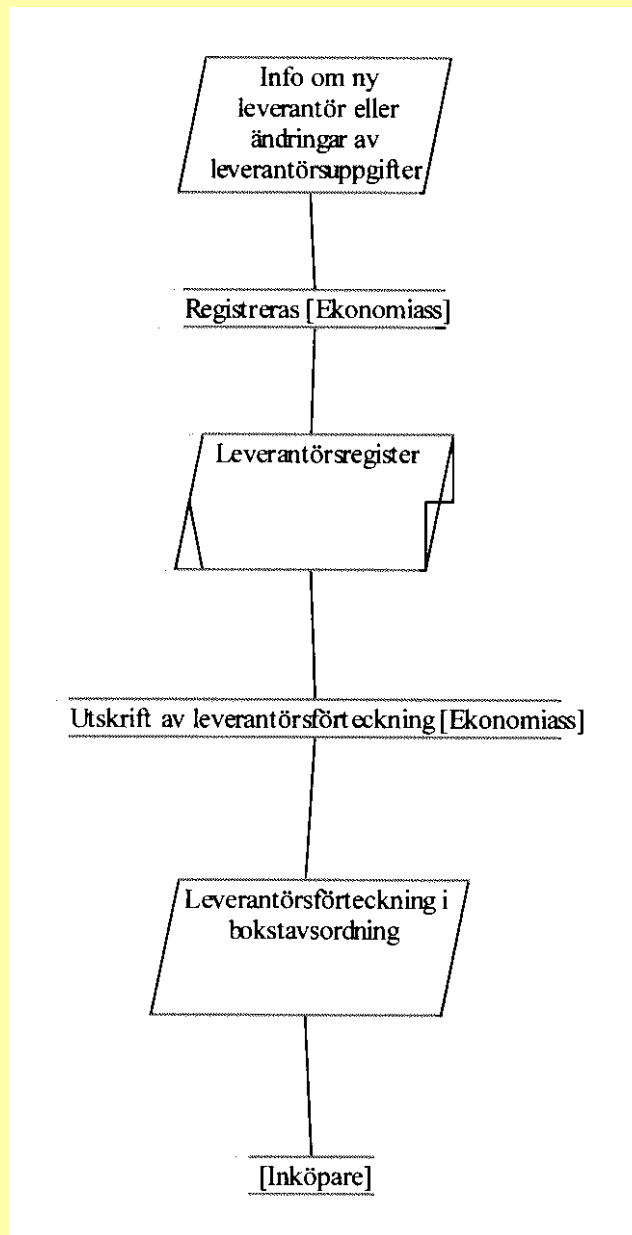 Info om ny
leverantör eller
ändringar av
leverantörsuppgifter
Registreras [Ekonomiass]
Leverantörsregister
Utskrift av leverantörsförteckning [Ekonomiass]
Leverantörsförteckning i
bokstavsordning
[Inköpare]